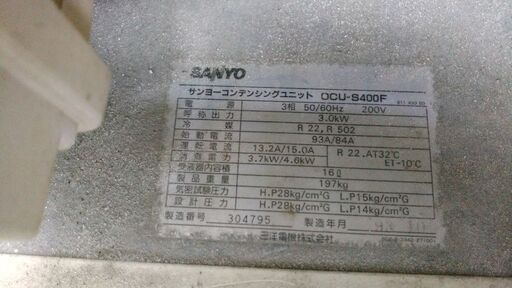 SANYO
サンヨーコンデンシングユニット OCU-S400F
電源 3相 50/60Hz 200V
呼称出力 3.0kW
冷媒 R 22,R 502
始動電流 93A/84A
運転電流 13.2A/15.0A R 22.AT32℃
消費電力 3.7kW/4.6kW ET-10℃
受液器内容積 16ℓ
製品重量 197kg
気密試験圧力 H.P28kg/cm²G L.P15kg/cm²G
設計圧力 H.P28kg/cm²G L.P14kg/cm²G
製造番号 304795 製造年月
三洋電機株式会社